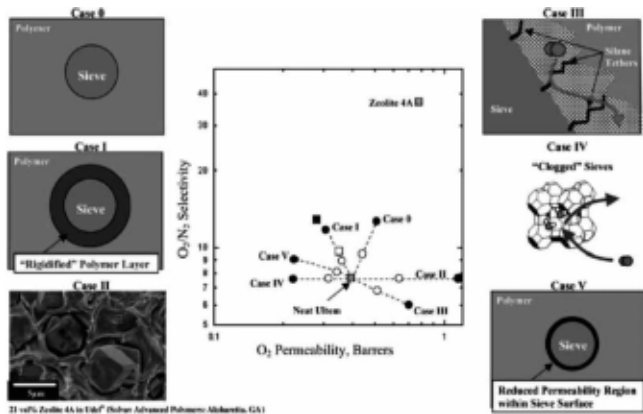 Case 0
Polymer
Sieve
Case I
Polymer
Sieve
"Rigidified" Polymer Layer
Case II
5μm
21 vol% Zeolite 4A in Udel® (Solvay Advanced Polymers: Alpharetta, GA)
O2/N2 Selectivity
40
30
20
10
9
8
7
6
5
Zeolite 4A
Case I
Case 0
Case V
Case IV
Case II
Neat Ultem
Case III
0.1
1
O2 Permeability, Barrers
Case III
Polymer
Silane
Tethers
Sieve
Case IV
"Clogged" Sieves
Case V
Polymer
Sieve
Reduced Permeability Region
within Sieve Surface